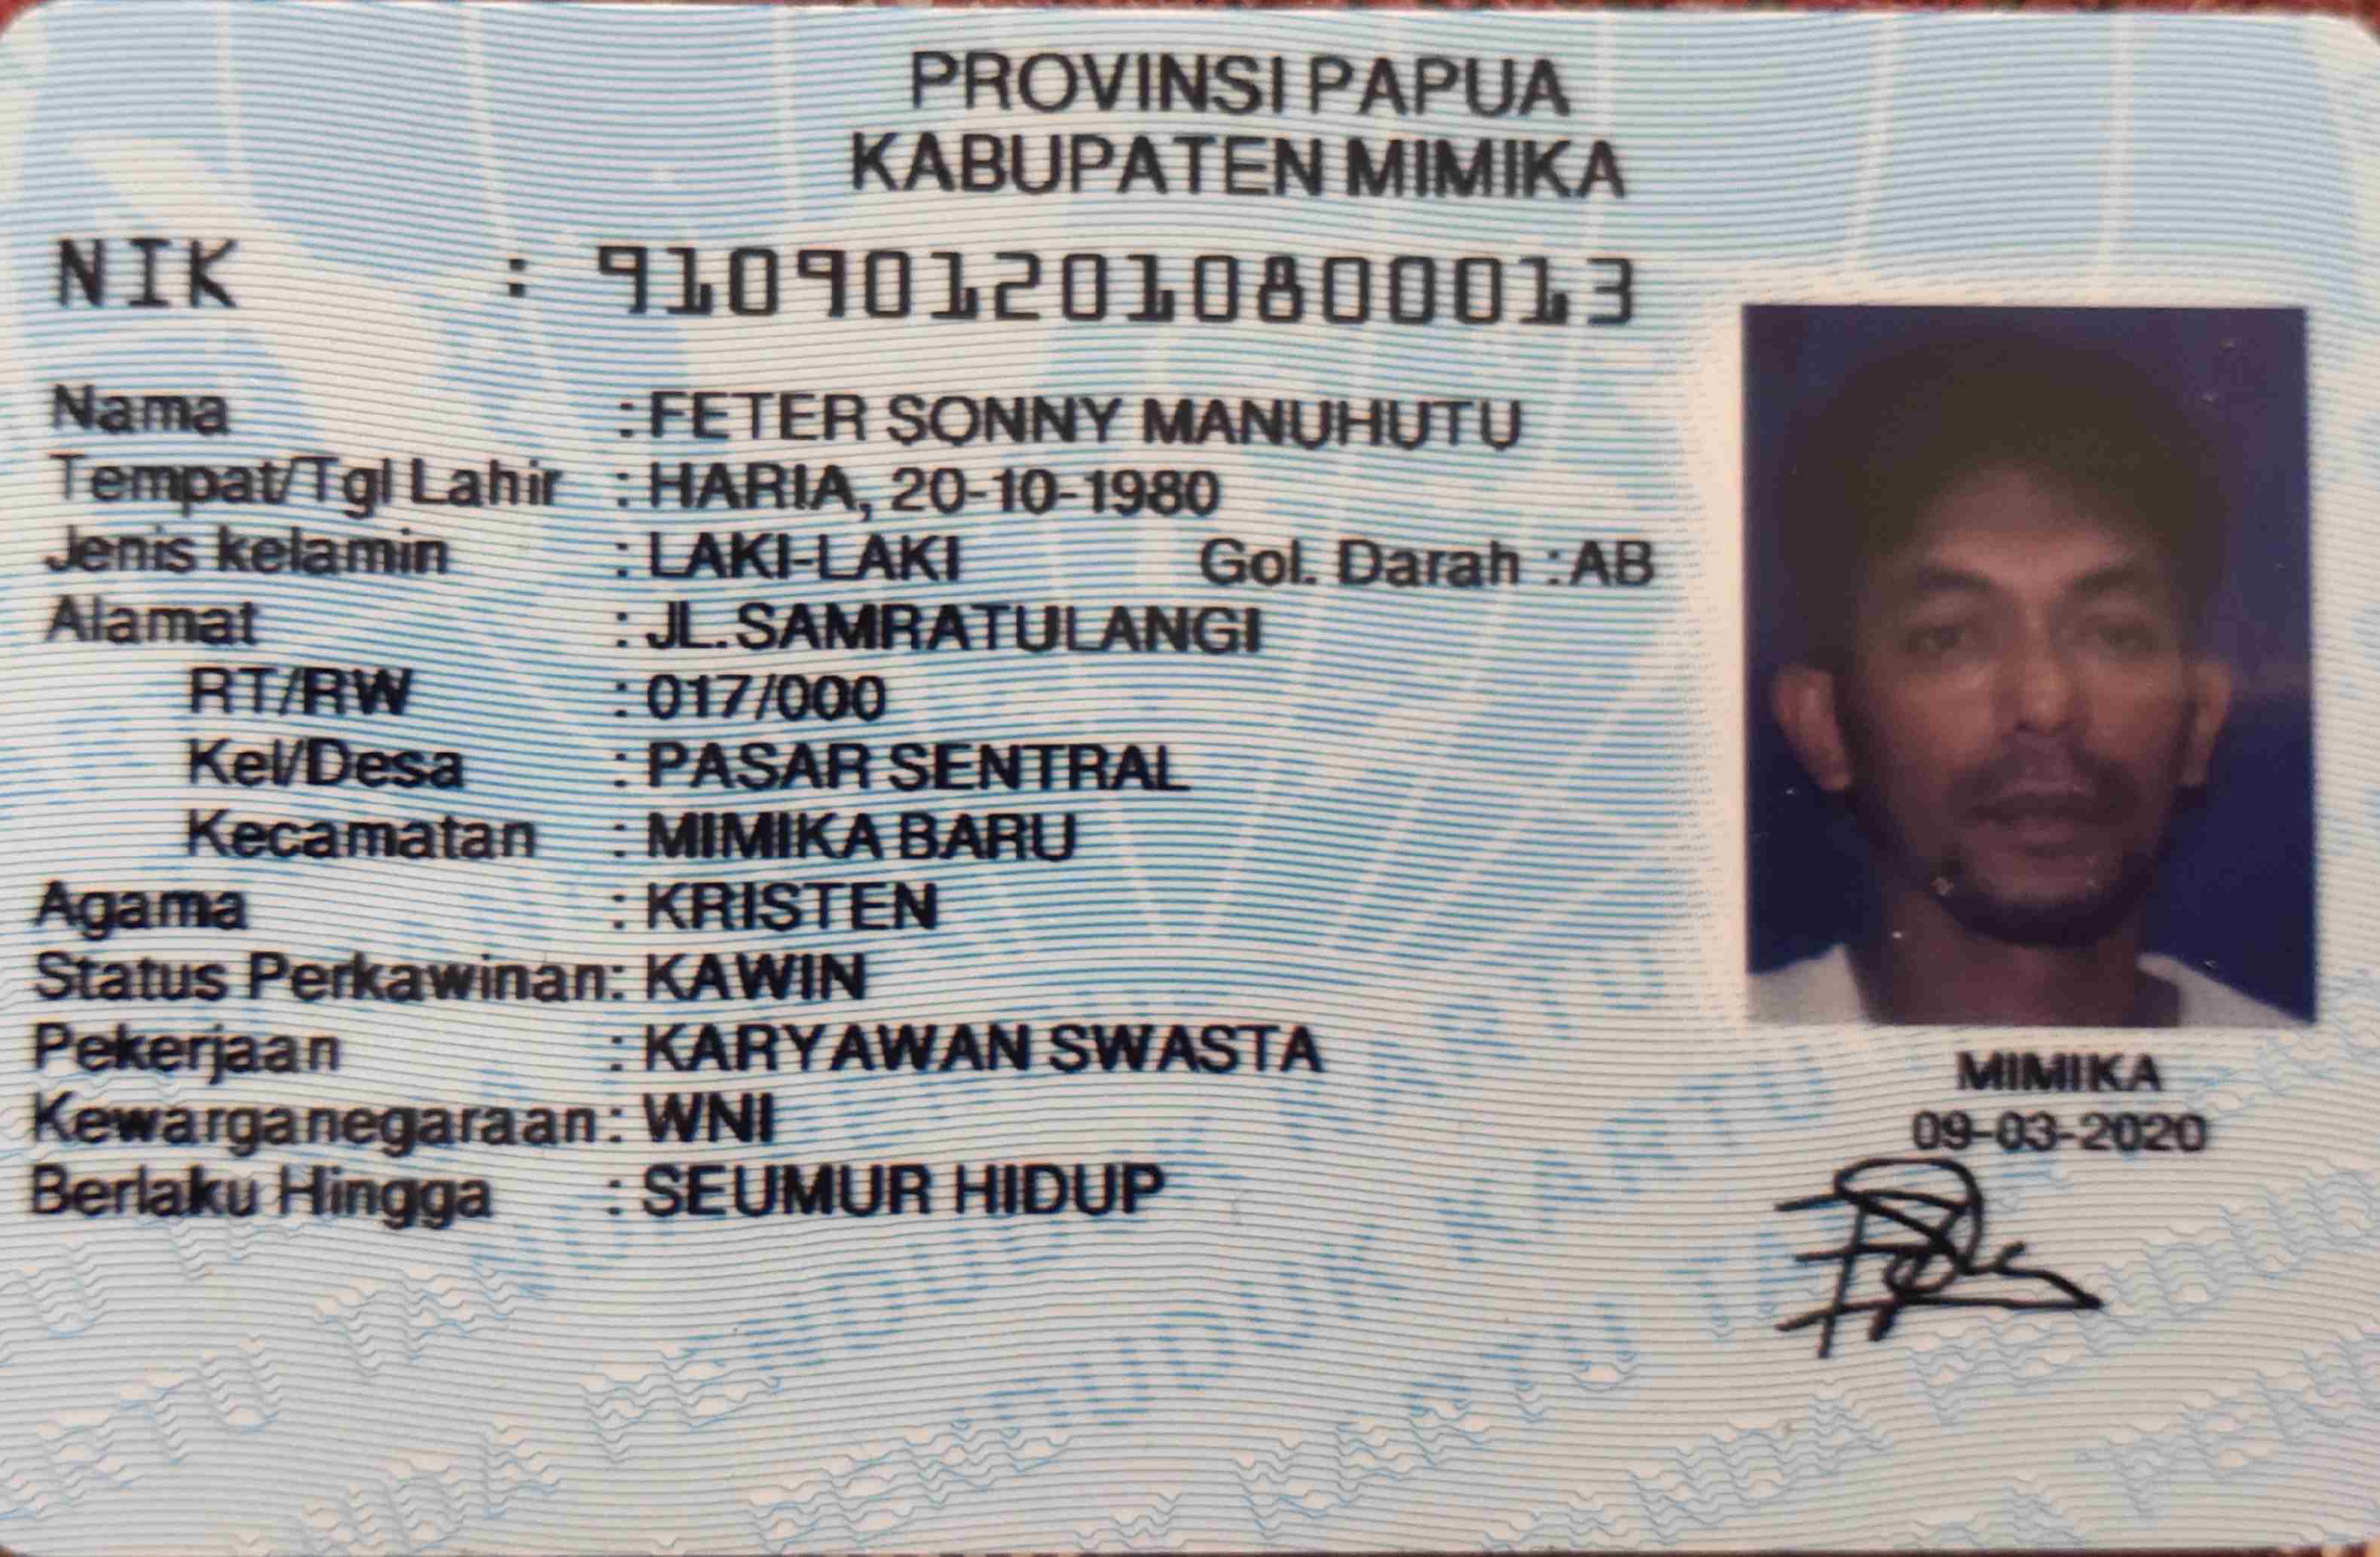 PROVINSI PAPUA
KABUPATEN MIMIKA
NIK : 9109012010800013
Nama : FETER SONNY MANUHUTU
Tempat/Tgl Lahir : HARIA, 20-10-1980
Jenis kelamin : LAKI-LAKI Gol. Darah : AB
Alamat : JL.SAMRATULANGI
RT/RW : 017/000
Kel/Desa : PASAR SENTRAL
Kecamatan : MIMIKA BARU
Agama : KRISTEN
Status Perkawinan: KAWIN
Pekerjaan : KARYAWAN SWASTA
Kewarganegaraan: WNI
Berlaku Hingga : SEUMUR HIDUP
MIMIKA
09-03-2020